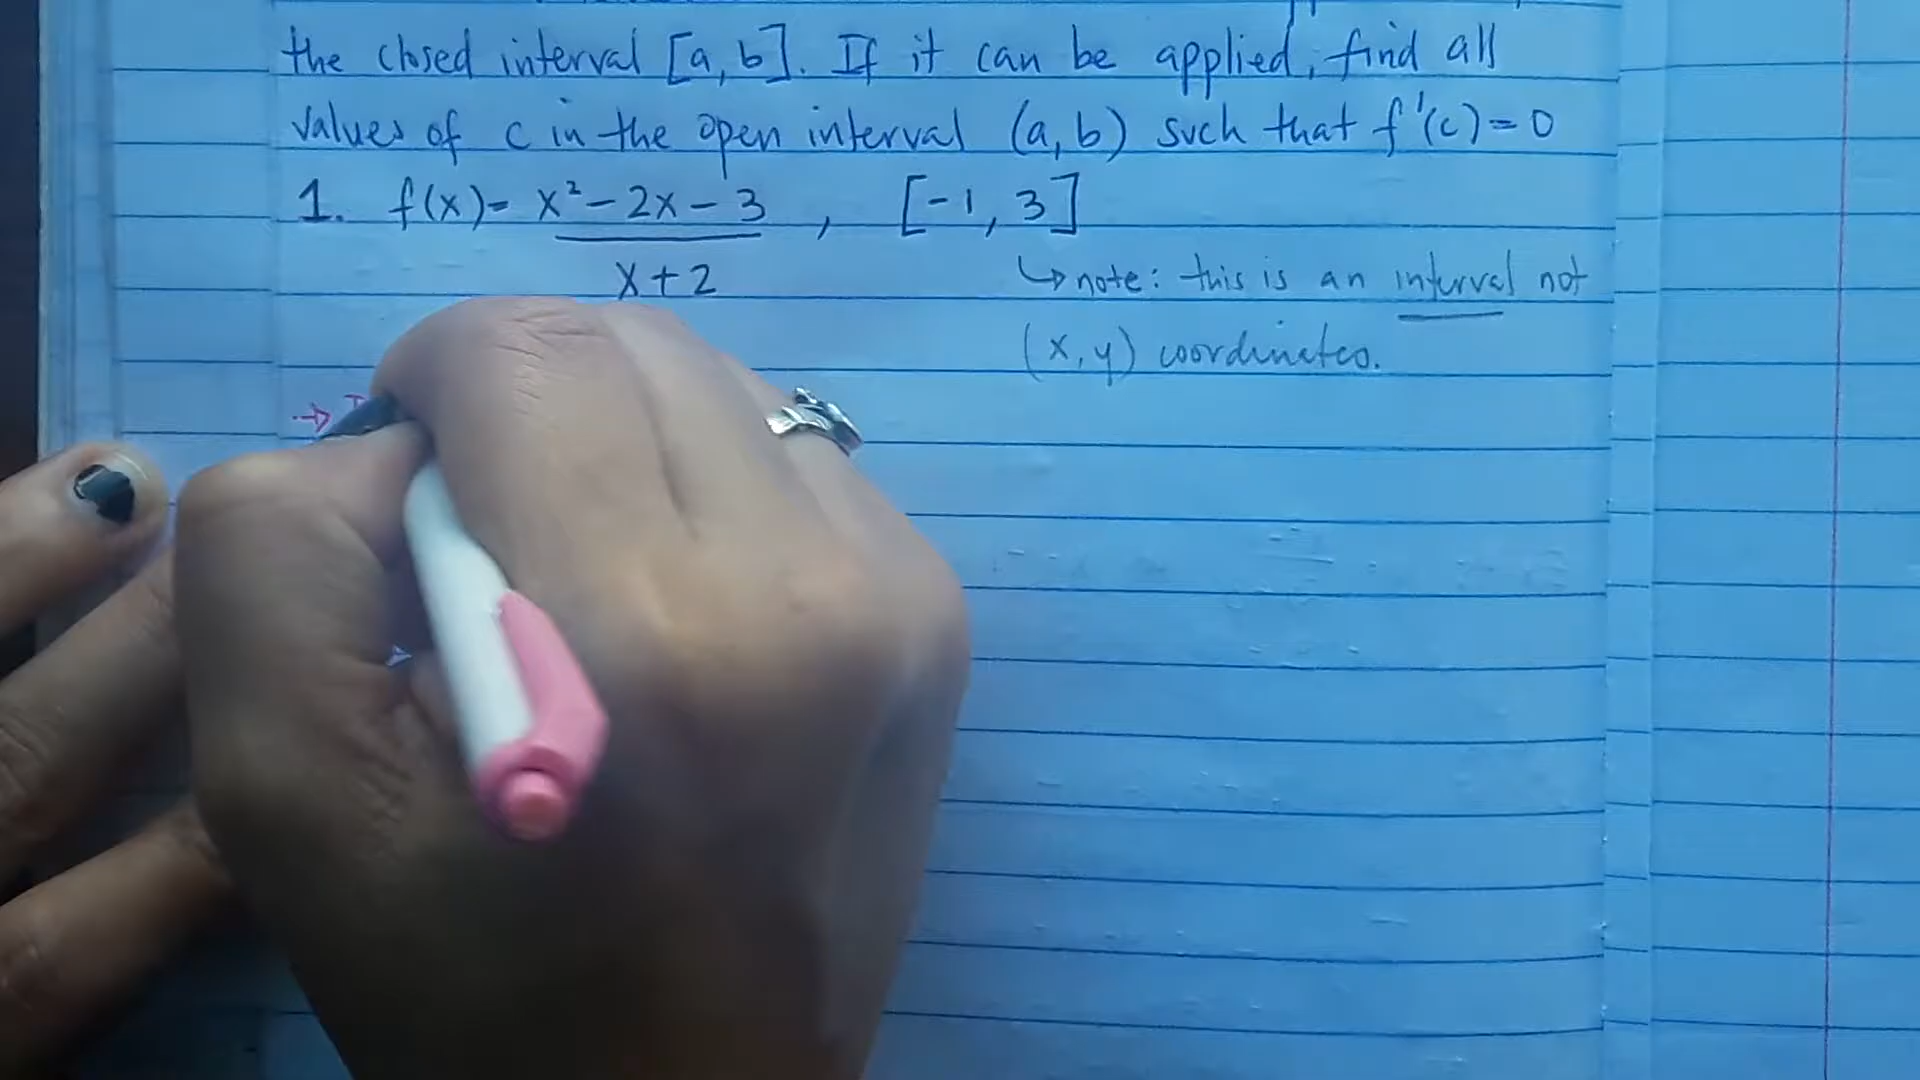 the closed interval [a, b]. If it can be applied, find all
values of c in the open interval (a, b) such that f'(c) = 0
1. f(x) = x² - 2x - 3 , [-1, 3]
x + 2
↳ note: this is an interval not
(x, y) coordinates.
→